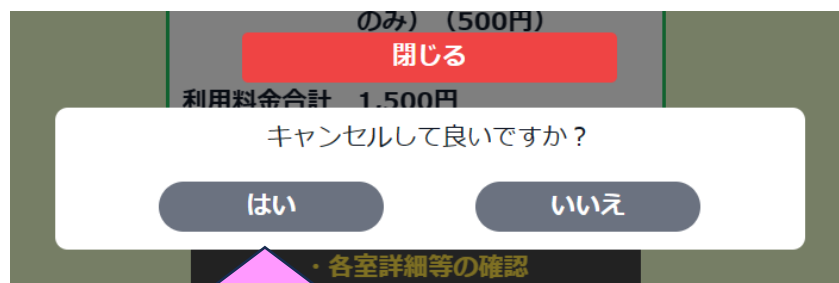 のみ）（500円）
閉じる
利用料金合計 1,500円
キャンセルして良いですか？
はい いいえ
・各室詳細等の確認